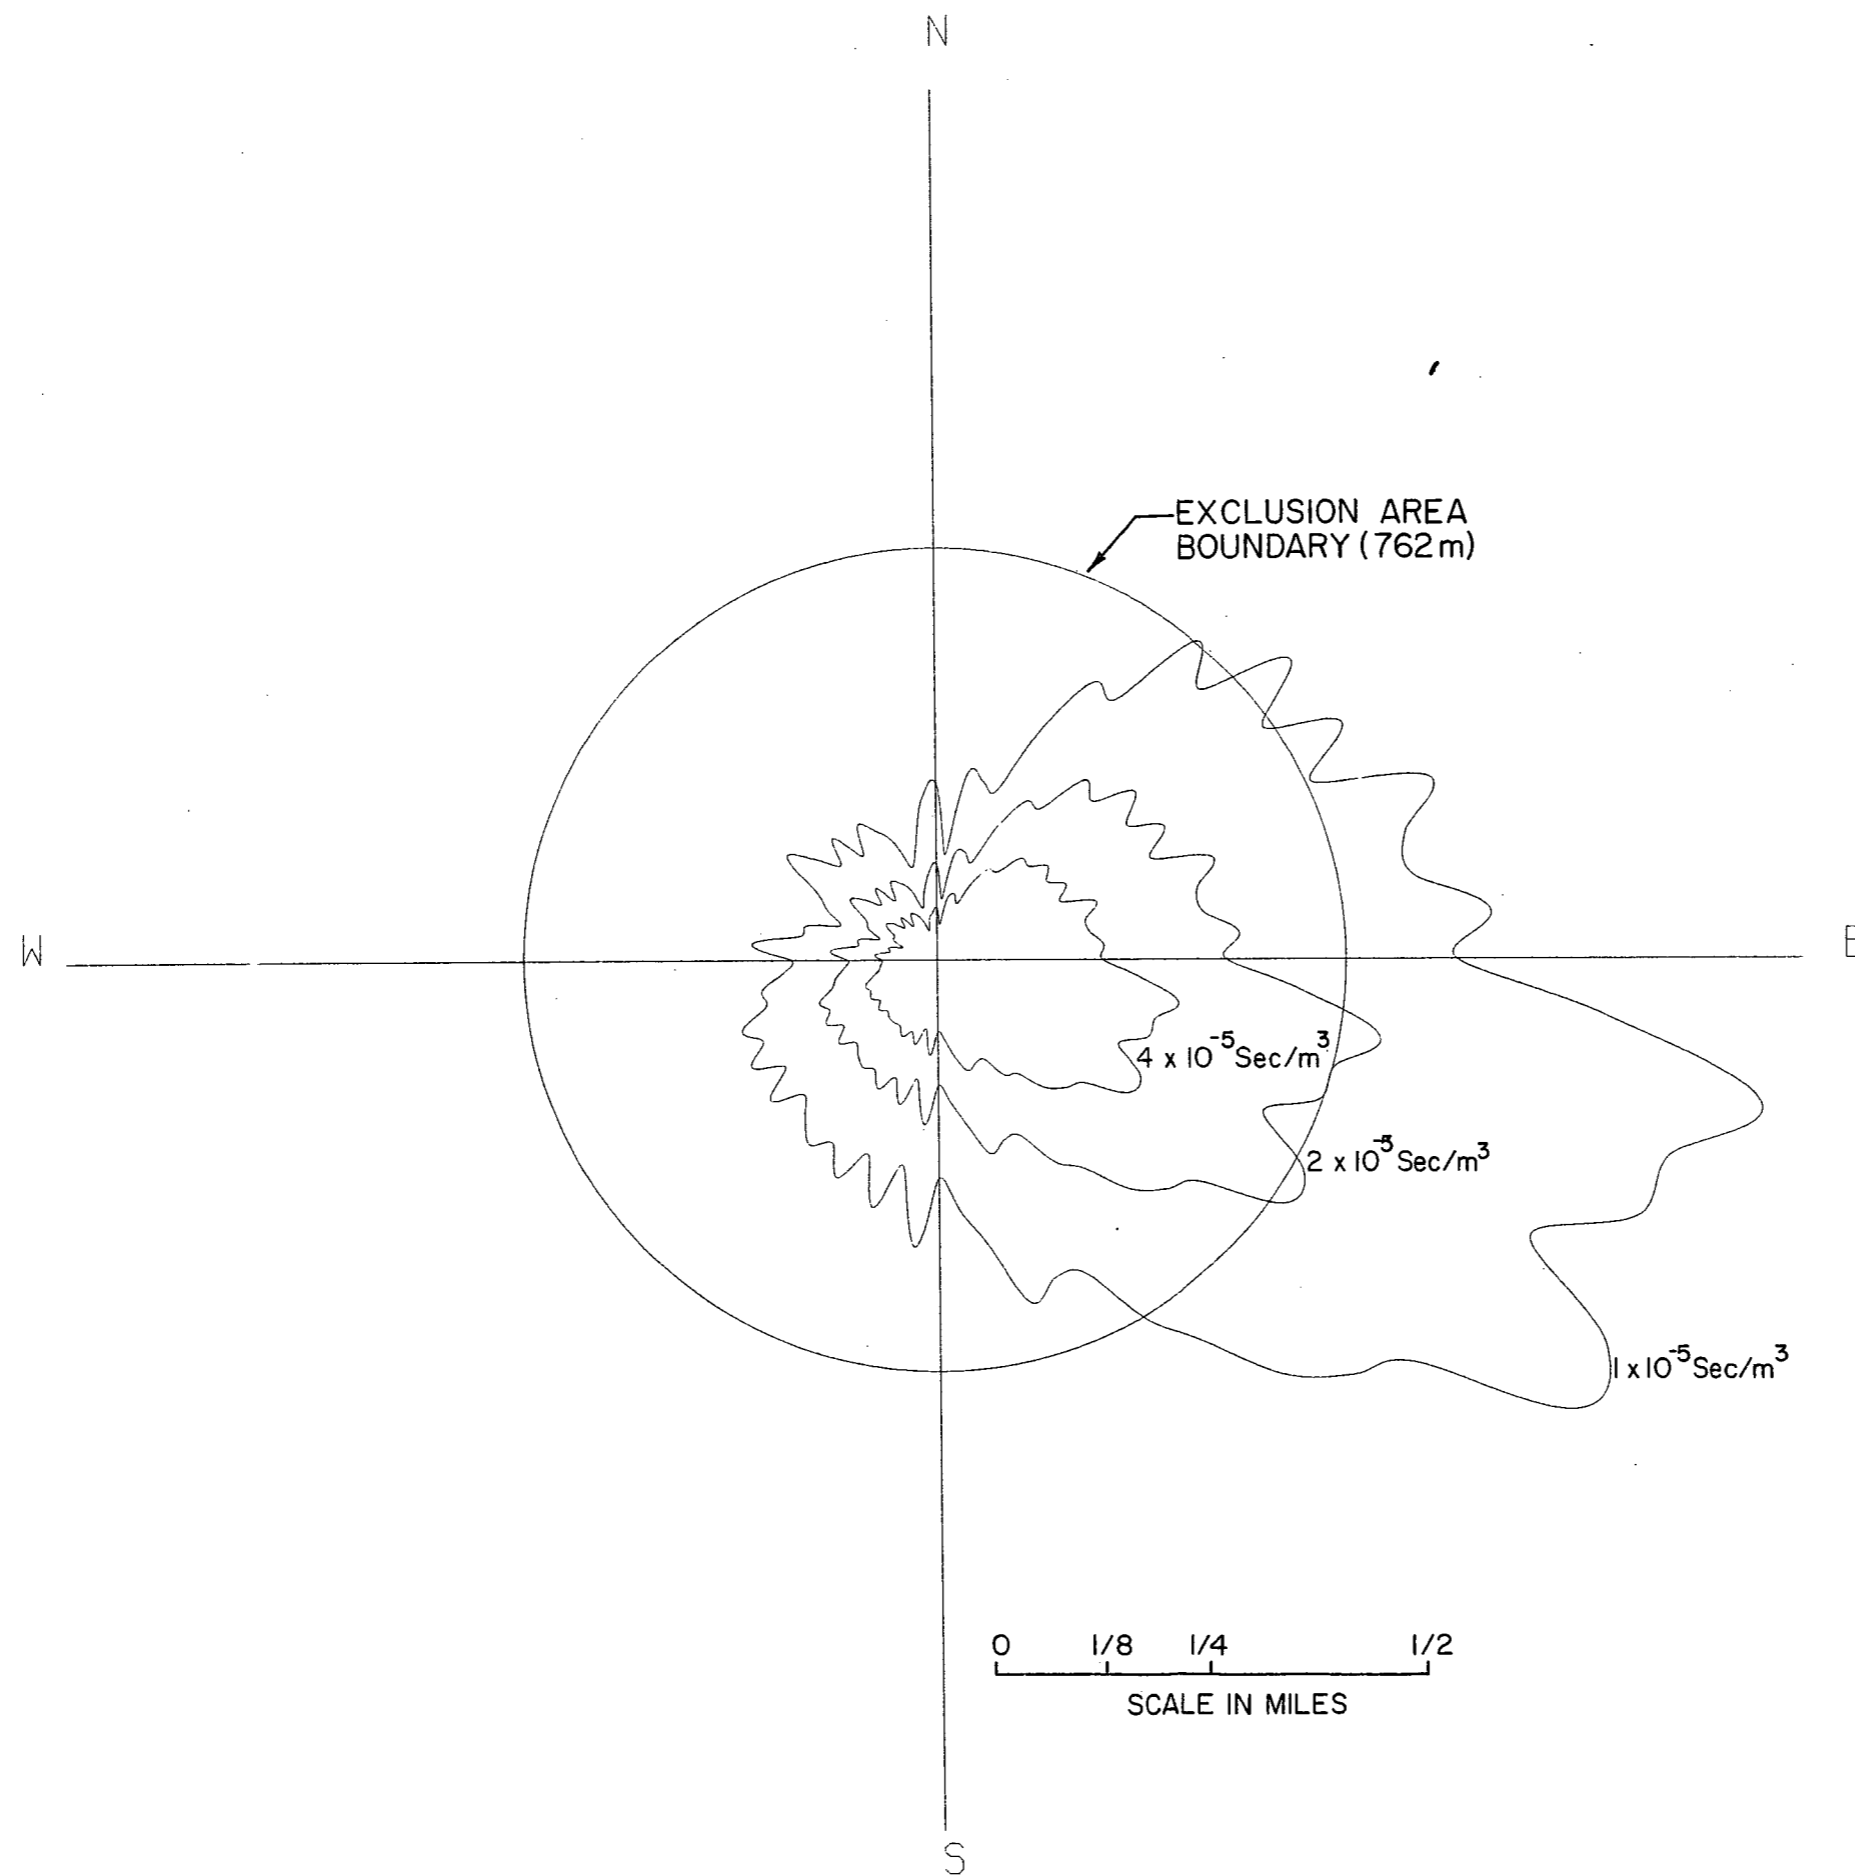 N
EXCLUSION AREA
BOUNDARY (762m)
W
E
4 x 10⁻⁵ Sec/m³
2 x 10⁻⁵ Sec/m³
1 x 10⁻⁵ Sec/m³
0 1/8 1/4 1/2
SCALE IN MILES
S